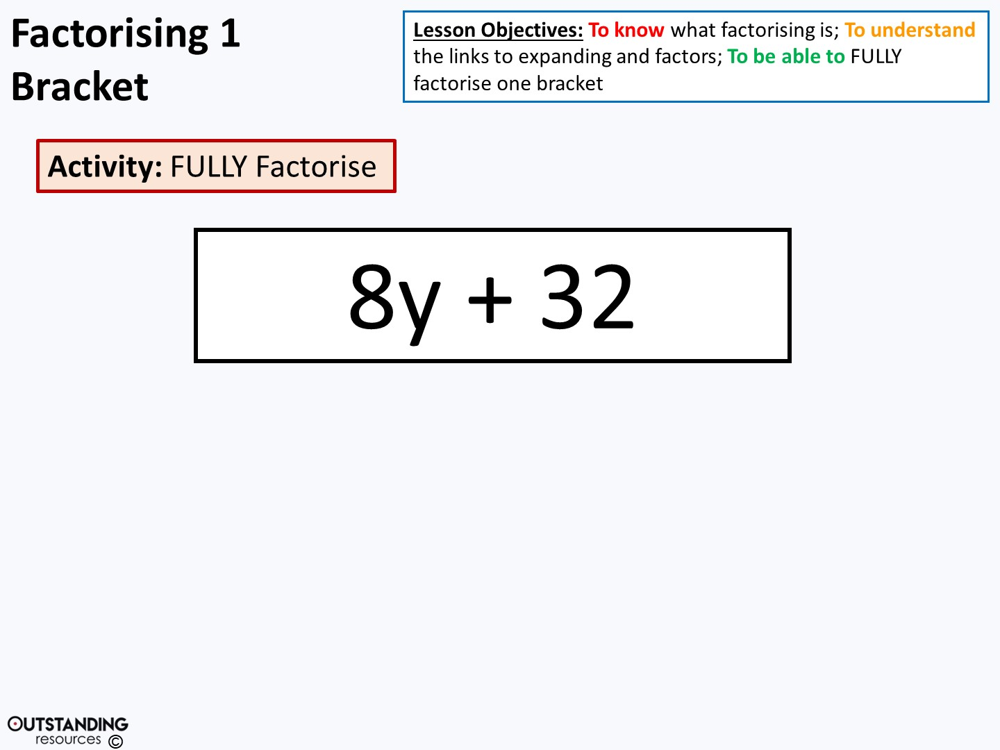 Factorising 1
Bracket
Lesson Objectives: To know what factorising is; To understand
the links to expanding and factors; To be able to FULLY
factorise one bracket
Activity: FULLY Factorise
8y + 32
OUTSTANDING
resources ©